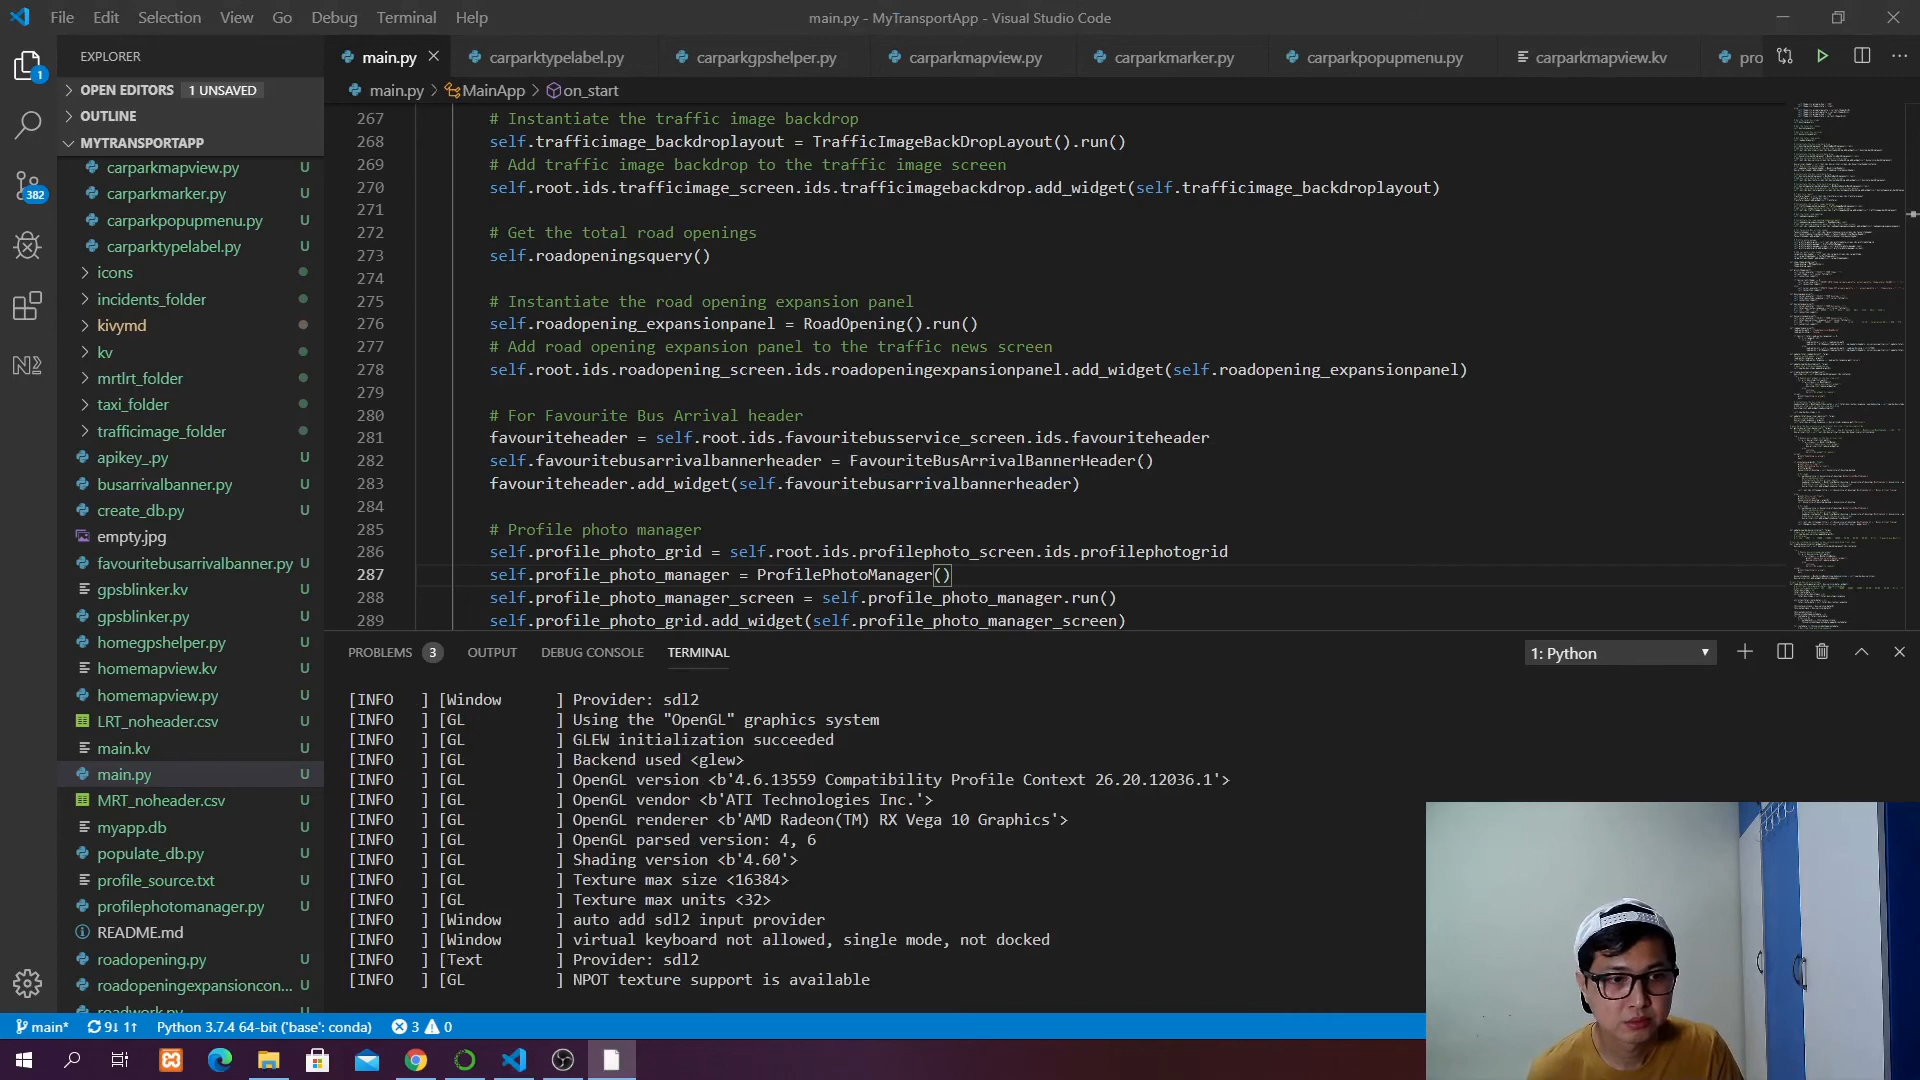 File Edit Selection View Go Debug Terminal Help
main.py - MyTransportApp - Visual Studio Code
EXPLORER
main.py
carparktypelabel.py
carparkgpshelper.py
carparkmapview.py
carparkmarker.py
carparkpopupmenu.py
carparkmapview.kv
pro
1
OPEN EDITORS 1 UNSAVED
OUTLINE
MYTRANSPORTAPP
382
carparkmapview.py U
carparkmarker.py U
carparkpopupmenu.py U
carparktypelabel.py U
icons
incidents_folder
kivymd
kv
mrtlrt_folder
taxi_folder
trafficimage_folder
apikey_.py U
busarrivalbanner.py U
create_db.py U
empty.jpg U
favouritebusarrivalbanner.py U
gpsblinker.kv U
gpsblinker.py U
homegpshelper.py U
homemapview.kv U
homemapview.py U
LRT_noheader.csv U
main.kv U
main.py U
MRT_noheader.csv U
myapp.db U
populate_db.py U
profile_source.txt U
profilephotomanager.py U
README.md U
roadopening.py U
roadopeningexpansioncon... U
roadwork.py U
main.py > MainApp > on_start
267 # Instantiate the traffic image backdrop
268 self.trafficimage_backdroplayout = TrafficImageBackDropLayout().run()
269 # Add traffic image backdrop to the traffic image screen
270 self.root.ids.trafficimage_screen.ids.trafficimagebackdrop.add_widget(self.trafficimage_backdroplayout)
271
272 # Get the total road openings
273 self.roadopeningsquery()
274
275 # Instantiate the road opening expansion panel
276 self.roadopening_expansionpanel = RoadOpening().run()
277 # Add road opening expansion panel to the traffic news screen
278 self.root.ids.roadopening_screen.ids.roadopeningexpansionpanel.add_widget(self.roadopening_expansionpanel)
279
280 # For Favourite Bus Arrival header
281 favouriteheader = self.root.ids.favouritebusservice_screen.ids.favouriteheader
282 self.favouritebusarrivalbannerheader = FavouriteBusArrivalBannerHeader()
283 favouriteheader.add_widget(self.favouritebusarrivalbannerheader)
284
285 # Profile photo manager
286 self.profile_photo_grid = self.root.ids.profilephoto_screen.ids.profilephotogrid
287 self.profile_photo_manager = ProfilePhotoManager()
288 self.profile_photo_manager_screen = self.profile_photo_manager.run()
289 self.profile_photo_grid.add_widget(self.profile_photo_manager_screen)
PROBLEMS 3 OUTPUT DEBUG CONSOLE TERMINAL
1: Python
[INFO   ] [Window      ] Provider: sdl2
[INFO   ] [GL          ] Using the "OpenGL" graphics system
[INFO   ] [GL          ] GLEW initialization succeeded
[INFO   ] [GL          ] Backend used <glew>
[INFO   ] [GL          ] OpenGL version <b'4.6.13559 Compatibility Profile Context 26.20.12036.1'>
[INFO   ] [GL          ] OpenGL vendor <b'ATI Technologies Inc.'>
[INFO   ] [GL          ] OpenGL renderer <b'AMD Radeon(TM) RX Vega 10 Graphics'>
[INFO   ] [GL          ] OpenGL parsed version: 4, 6
[INFO   ] [GL          ] Shading version <b'4.60'>
[INFO   ] [GL          ] Texture max size <16384>
[INFO   ] [GL          ] Texture max units <32>
[INFO   ] [Window      ] auto add sdl2 input provider
[INFO   ] [Window      ] virtual keyboard not allowed, single mode, not docked
[INFO   ] [Text        ] Provider: sdl2
[INFO   ] [GL          ] NPOT texture support is available
main* 9↓ 1↑ Python 3.7.4 64-bit ('base': conda) 3 0